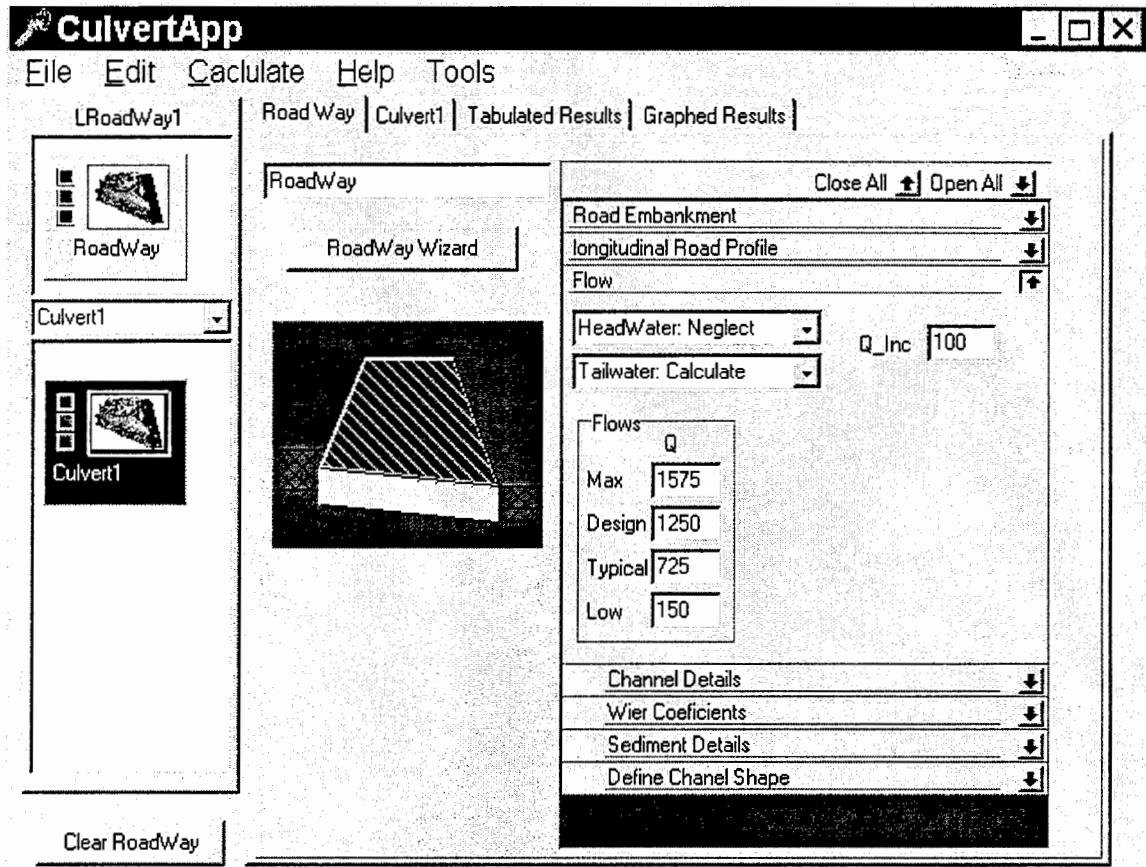 CulvertApp
File Edit Caclulate Help Tools
LRoadWay1
Road Way Culvert1 Tabulated Results Graphed Results
RoadWay
Culvert1
Culvert1
Clear RoadWay
RoadWay
RoadWay Wizard
Close All Open All
Road Embankment
longitudinal Road Profile
Flow
HeadWater: Neglect
Q_Inc 100
Tailwater: Calculate
Flows
Q
Max 1575
Design 1250
Typical 725
Low 150
Channel Details
Wier Coeficients
Sediment Details
Define Chanel Shape